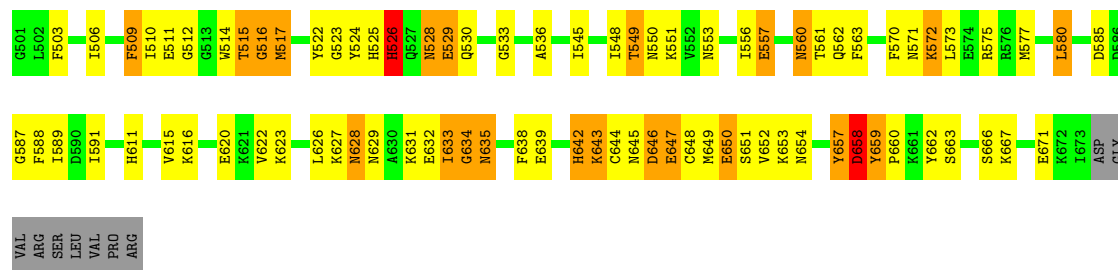 G501 L502 F503 I506 F509 I510 E511 G512 G513 W514 T515 G516 M517 Y522 G523 Y524 H525 H526 Q527 N528 E529 Q530 G533 A536 I545 I548 T549 N550 K551 V552 N553 I556 E557 N560 T561 Q562 F563 F570 N571 K572 L573 E574 R575 R576 M577 L580 D585 D586
G587 F588 I589 D590 I591 H611 V615 K616 E620 K621 V622 K623 L626 K627 N628 N629 A630 K631 E632 I633 G634 N635 F638 E639 H642 K643 C644 N645 D646 E647 C648 M649 E650 S651 V652 K653 N654 Y657 D658 Y659 P660 K661 Y662 S663 S666 K667 E671 K672 I673 ASP GLY
VAL ARG SER LEU VAL PRO ARG